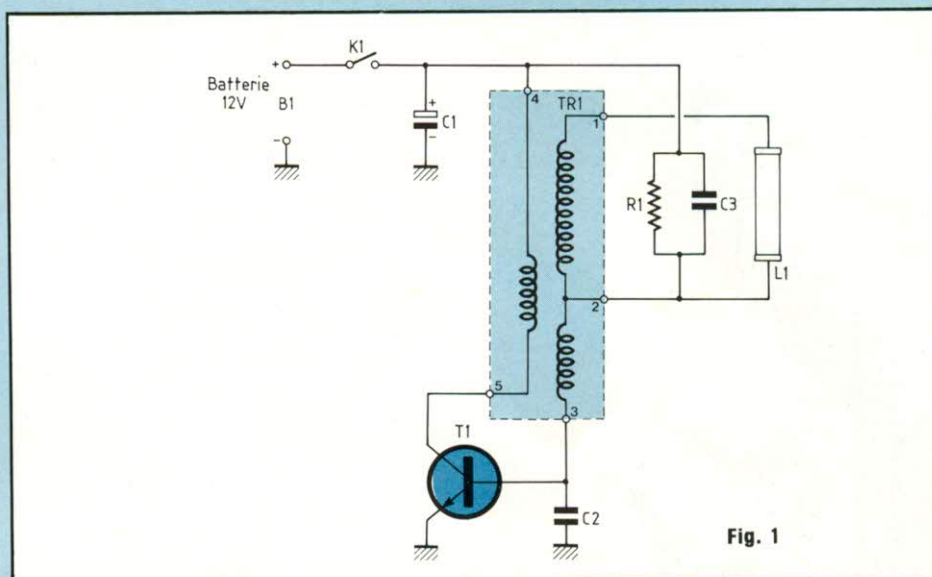 K1
+
Batterie
12V
B1
-
+
C1
-
4
TR1
1
R1
C3
L1
2
5
3
T1
C2
Fig. 1